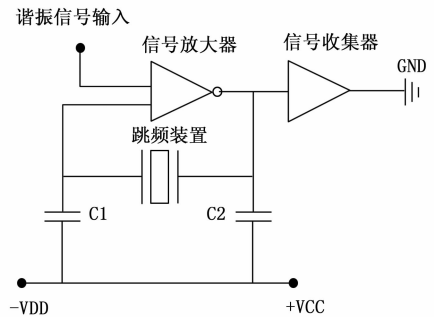 谐振信号输入
信号放大器
信号收集器
GND
跳频装置
C1
C2
-VDD
+VCC